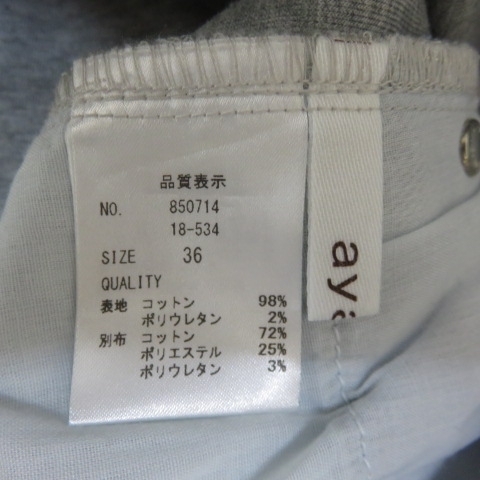 品質表示
NO. 850714
18-534
SIZE 36
QUALITY
表地 コットン 98%
ポリウレタン 2%
別布 コットン 72%
ポリエステル 25%
ポリウレタン 3%
aya